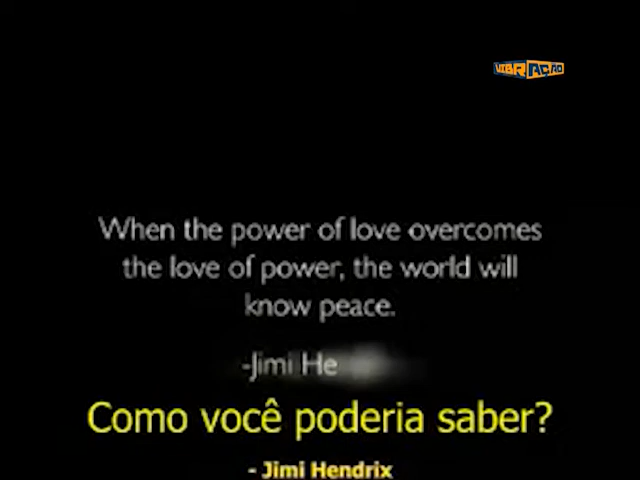 VIBRAÇÃO
When the power of love overcomes
the love of power, the world will
know peace.
-Jimi He
Como você poderia saber?
- Jimi Hendrix